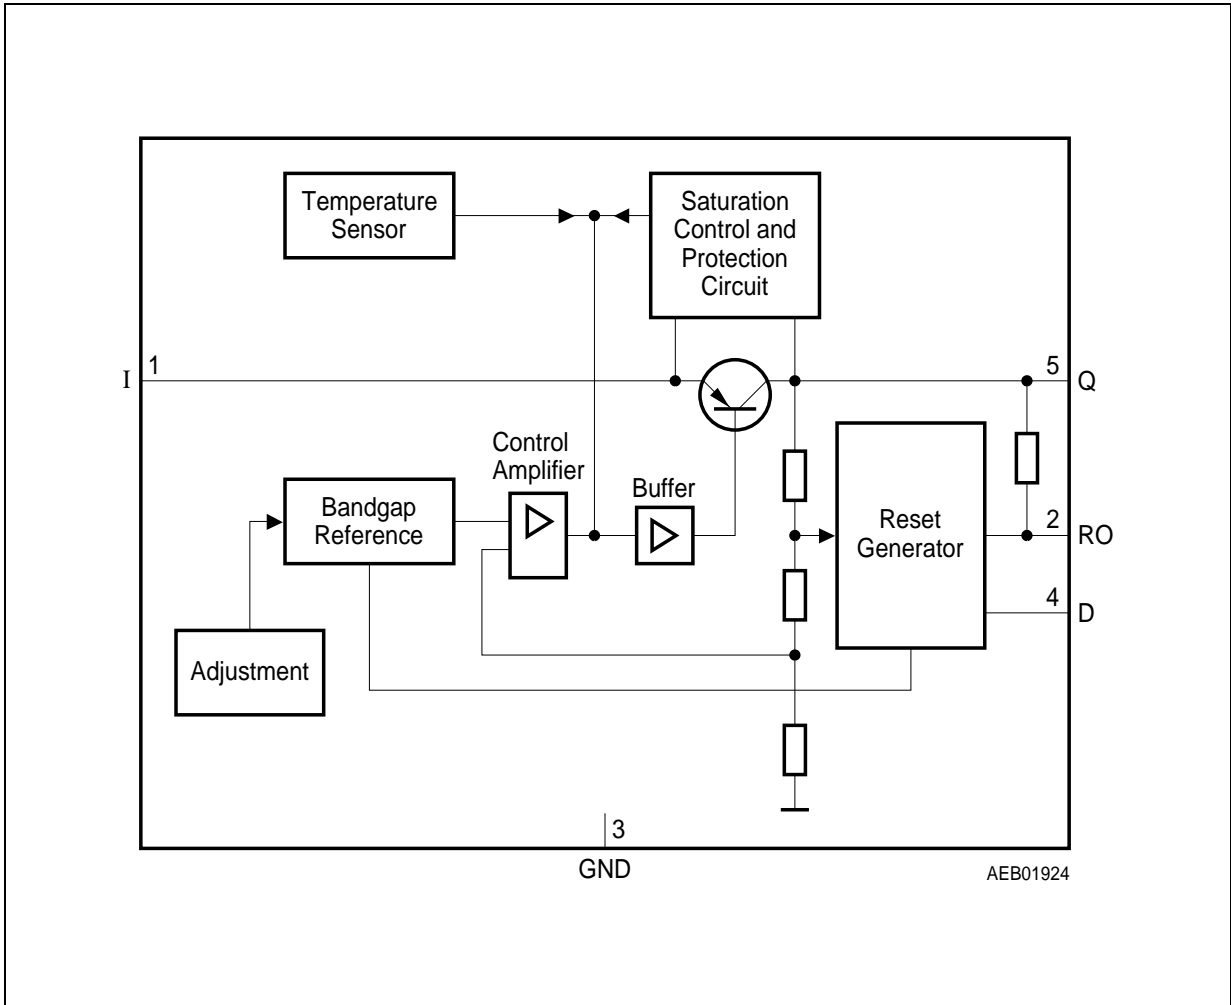 Temperature
Sensor
Saturation
Control and
Protection
Circuit
I
1
5
Q
Control
Amplifier
Buffer
Bandgap
Reference
Reset
Generator
2
RO
4
D
Adjustment
3
GND
AEB01924